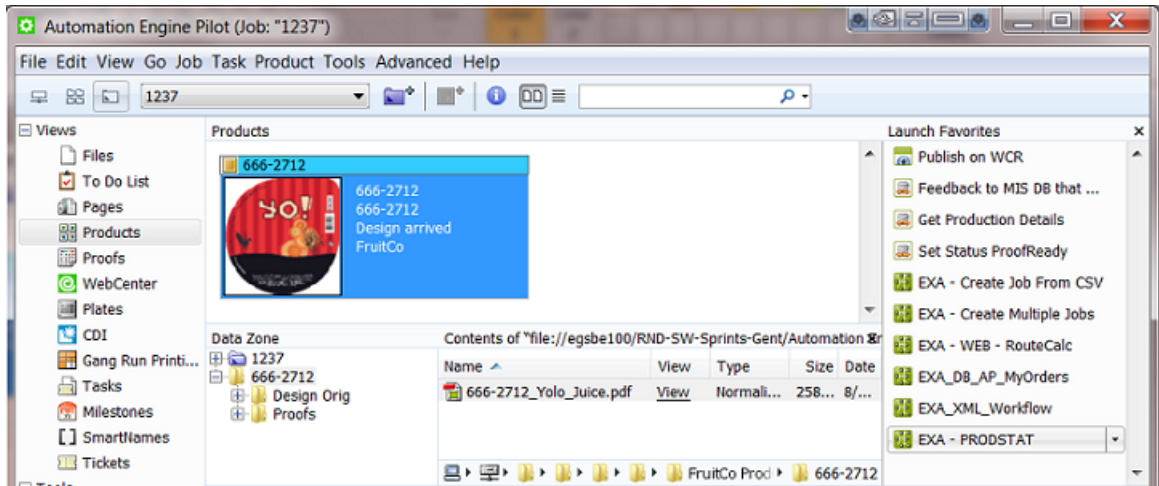 Automation Engine Pilot (Job: "1237")
File Edit View Go Job Task Product Tools Advanced Help
1237
Views
Files
To Do List
Pages
Products
Proofs
WebCenter
Plates
CDI
Gang Run Printi...
Tasks
Milestones
SmartNames
Tickets
Products
666-2712
YO!
666-2712
666-2712
Design arrived
FruitCo
Data Zone
1237
666-2712
Design Orig
Proofs
Contents of "file://egsbe100/RND-SW-Sprints-Gent/Automation
Name View Type Size Date
666-2712_Yolo_Juice.pdf View Normali... 258... 8/...
FruitCo Prod 666-2712
Launch Favorites
Publish on WCR
Feedback to MIS DB that ...
Get Production Details
Set Status ProofReady
EXA - Create Job From CSV
EXA - Create Multiple Jobs
EXA - WEB - RouteCalc
EXA_DB_AP_MyOrders
EXA_XML_Workflow
EXA - PRODSTAT